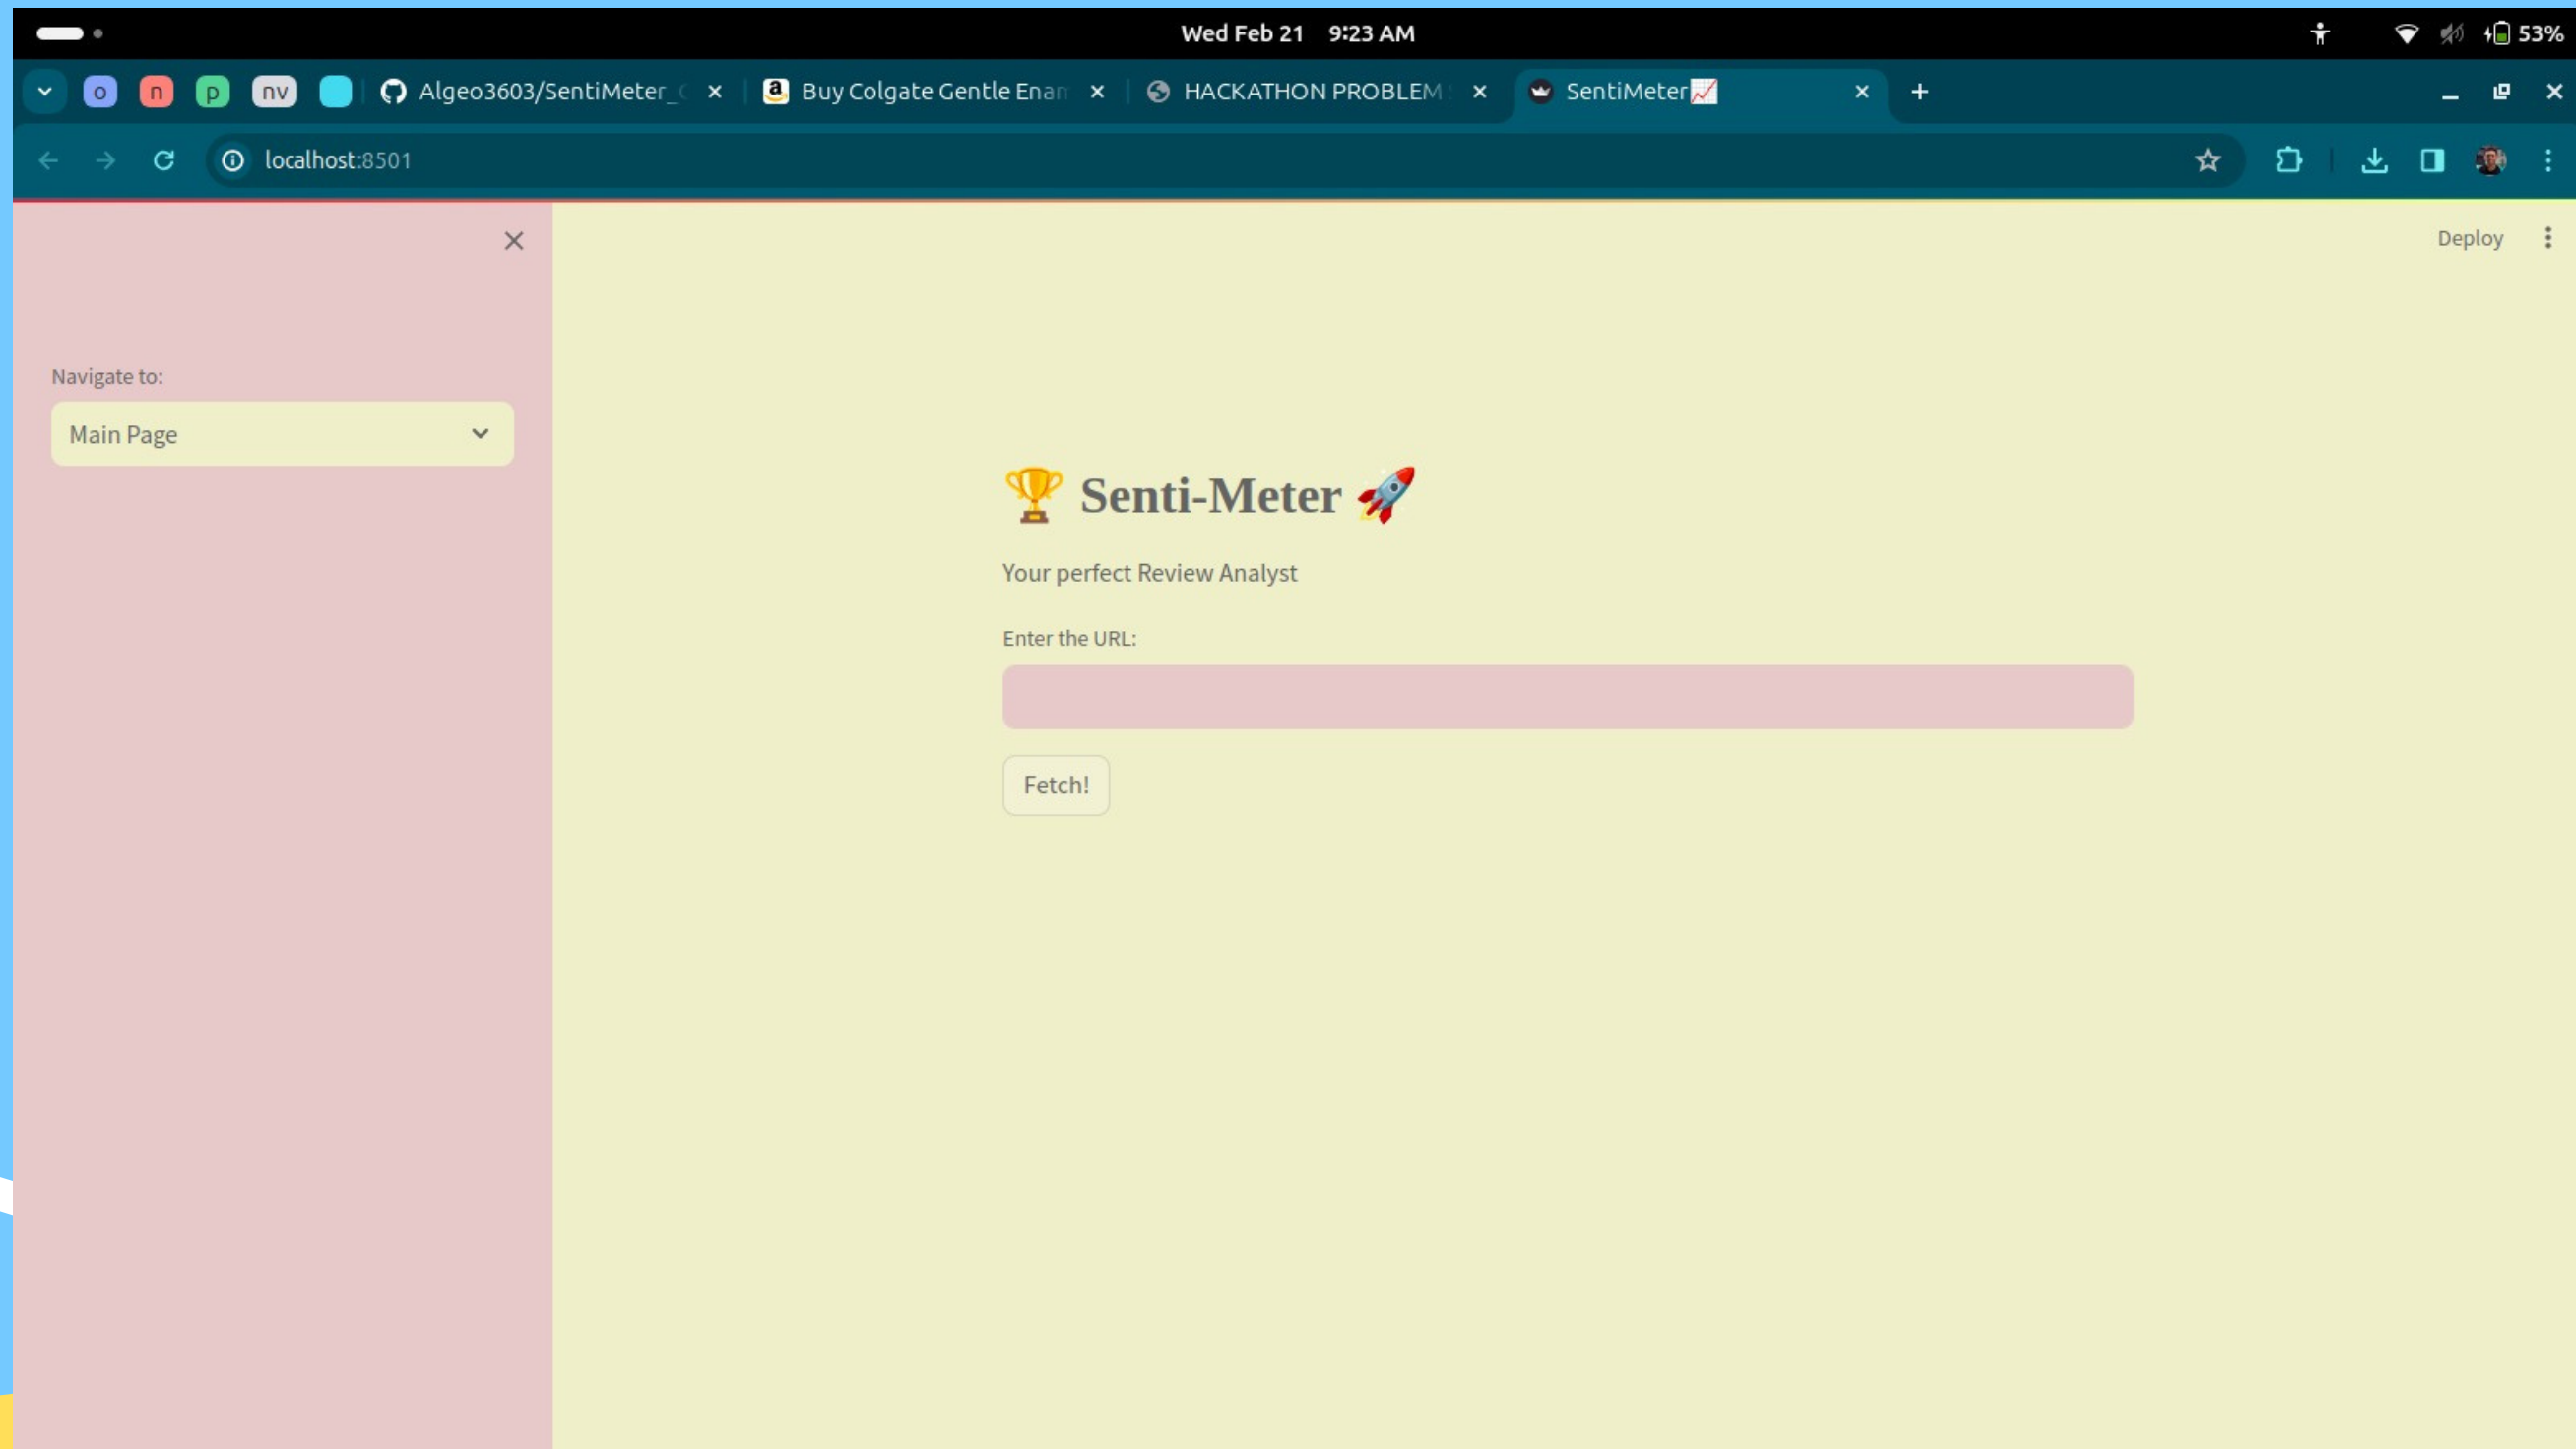 Wed Feb 21 9:23 AM
53%
o n p nv Algeo3603/SentiMeter_ Buy Colgate Gentle Enam HACKATHON PROBLEM SentiMeter
localhost:8501
Deploy
Navigate to:
Main Page
🏆 Senti-Meter 🚀
Your perfect Review Analyst
Enter the URL:
Fetch!